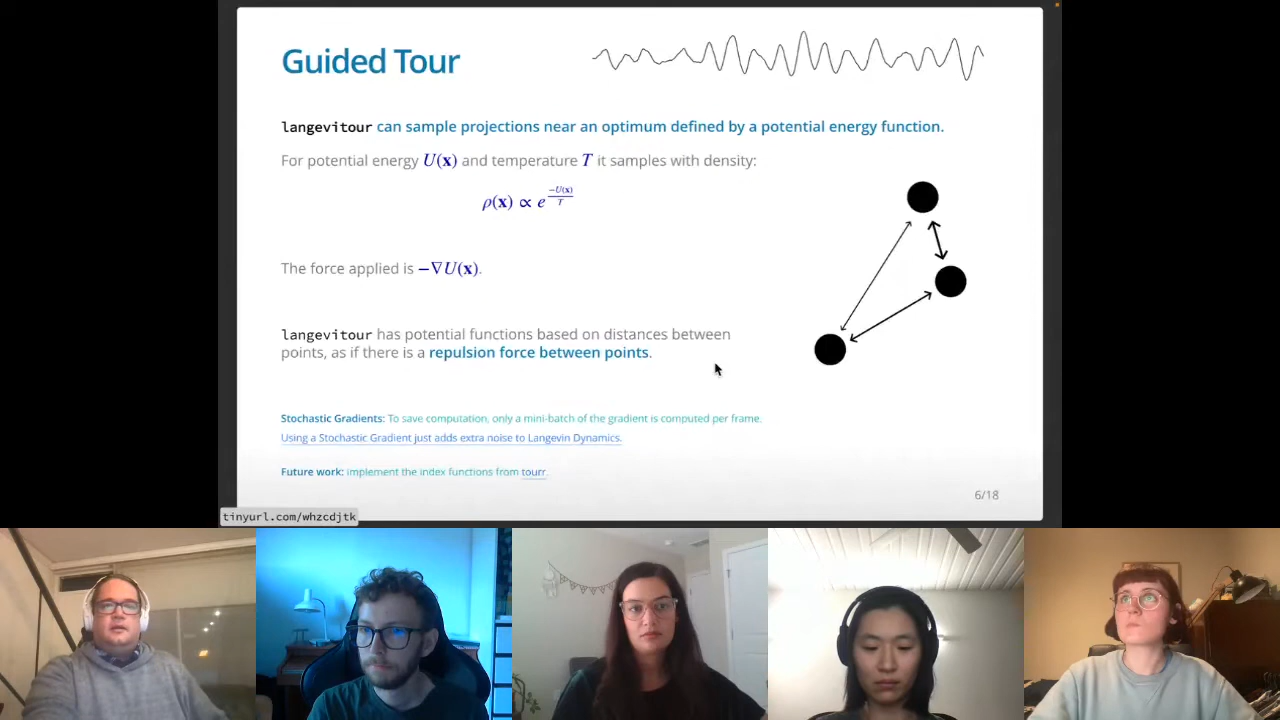 Guided Tour
langevitour can sample projections near an optimum defined by a potential energy function.
For potential energy U(x) and temperature T it samples with density:
ρ(x) ∝ e^(-U(x)/T)
The force applied is −∇U(x).
langevitour has potential functions based on distances between
points, as if there is a repulsion force between points.
Stochastic Gradients: To save computation, only a mini-batch of the gradient is computed per frame.
Using a Stochastic Gradient just adds extra noise to Langevin Dynamics.
Future work: implement the index functions from tourr.
6/18
tinyurl.com/whzcdjtk